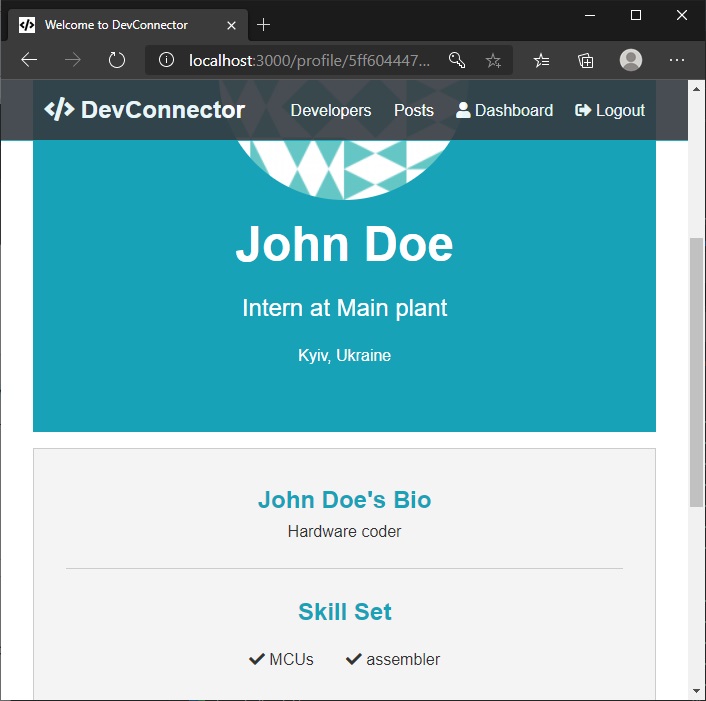 Welcome to DevConnector
localhost:3000/profile/5ff604447...
DevConnector Developers Posts Dashboard Logout
John Doe
Intern at Main plant
Kyiv, Ukraine
John Doe's Bio
Hardware coder
Skill Set
MCUs assembler